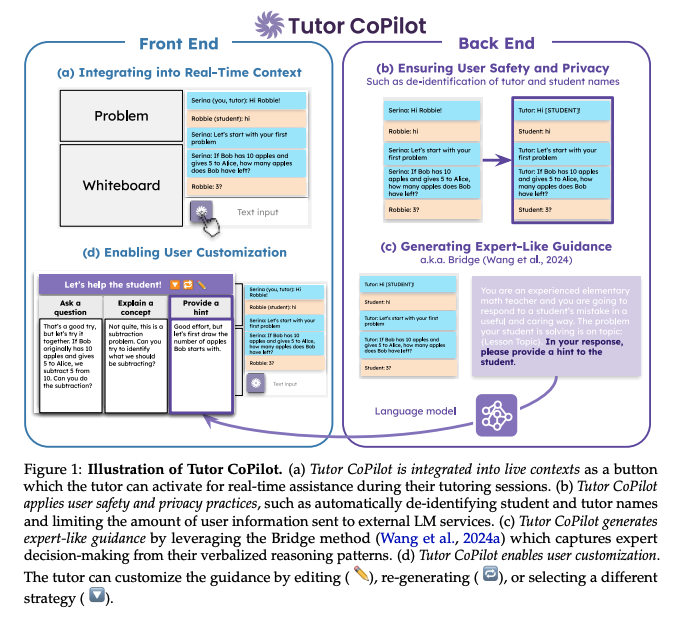 Tutor CoPilot
Front End
(a) Integrating into Real-Time Context
Problem
Whiteboard
Serina (you, tutor): Hi Robbie!
Robbie (student): hi
Serina: Let's start with your first
problem
Serina: If Bob has 10 apples and
gives 5 to Alice, how many apples
does Bob have left?
Robbie: 3?
Text input
(d) Enabling User Customization
Let's help the student!
Ask a
question
That's a good try,
but let's try it
together. If Bob
originally has 10
apples and gives
5 to Alice, we
subtract 5 from
10. Can you do
the subtraction?
Explain a
concept
Not quite, this is a
subtraction
problem. Can you
try to identify
what we should
be subtracting?
Provide a
hint
Good effort, but
let's first draw the
number of apples
Bob starts with.
Serina (you, tutor): Hi
Robbie!
Robbie (student): hi
Serina: Let's start with your
first problem
Serina: If Bob has 10 apples
and gives 5 to Alice, how
many apples does Bob have
left?
Robbie: 3?
Text input
Back End
(b) Ensuring User Safety and Privacy
Such as de-identification of tutor and student names
Serina: Hi Robbie!
Robbie: hi
Serina: Let's start with your
first problem
Serina: If Bob has 10
apples and gives 5 to Alice,
how many apples does Bob
have left?
Robbie: 3?
Tutor: Hi [STUDENT]!
Student: hi
Tutor: Let's start with your
first problem
Tutor: If Bob has 10
apples and gives 5 to Alice,
how many apples does Bob
have left?
Student: 3?
(c) Generating Expert-Like Guidance
a.k.a. Bridge (Wang et al., 2024)
Tutor: Hi [STUDENT]!
Student: hi
Tutor: Let's start with your
first problem
Tutor: If Bob has 10 apples
and gives 5 to Alice, how many
apples does Bob have left?
Student: 3?
You are an experienced elementary
math teacher and you are going to
respond to a student's mistake in a
useful and caring way. The problem
your student is solving is on topic:
{Lesson Topic}. In your response,
please provide a hint to the
student.
Language model
Figure 1: Illustration of Tutor CoPilot. (a) Tutor CoPilot is integrated into live contexts as a button
which the tutor can activate for real-time assistance during their tutoring sessions. (b) Tutor CoPilot
applies user safety and privacy practices, such as automatically de-identifying student and tutor names
and limiting the amount of user information sent to external LM services. (c) Tutor CoPilot generates
expert-like guidance by leveraging the Bridge method (Wang et al., 2024a) which captures expert
decision-making from their verbalized reasoning patterns. (d) Tutor CoPilot enables user customization.
The tutor can customize the guidance by editing ( ✏️), re-generating ( 🔁), or selecting a different
strategy ( 🔽).